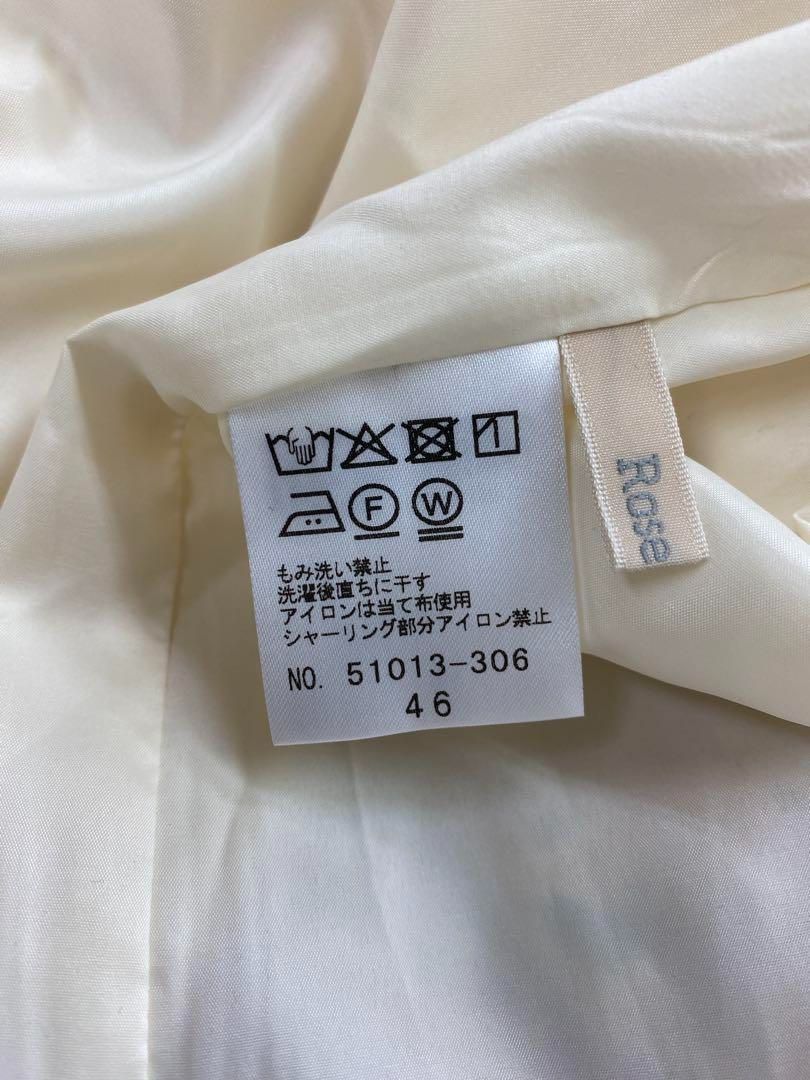 F W
もみ洗い禁止
洗濯後直ちに干す
アイロンは当て布使用
シャーリング部分アイロン禁止
NO. 51013-306
46
Rose